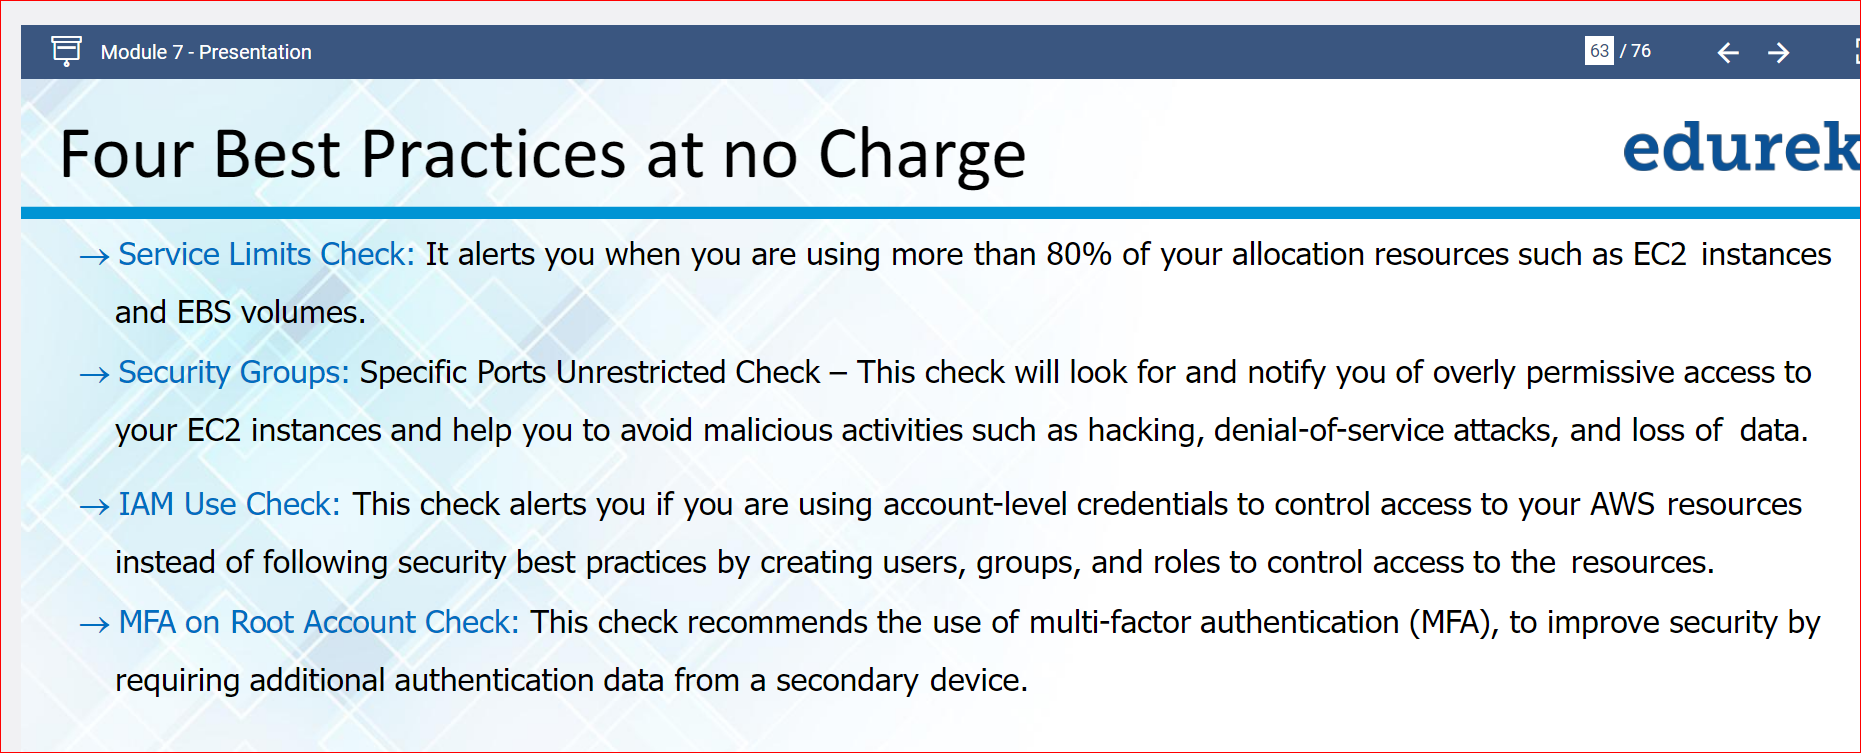 Module 7 - Presentation
63 / 76
Four Best Practices at no Charge
edurek
→ Service Limits Check: It alerts you when you are using more than 80% of your allocation resources such as EC2 instances
and EBS volumes.
→ Security Groups: Specific Ports Unrestricted Check – This check will look for and notify you of overly permissive access to
your EC2 instances and help you to avoid malicious activities such as hacking, denial-of-service attacks, and loss of data.
→ IAM Use Check: This check alerts you if you are using account-level credentials to control access to your AWS resources
instead of following security best practices by creating users, groups, and roles to control access to the resources.
→ MFA on Root Account Check: This check recommends the use of multi-factor authentication (MFA), to improve security by
requiring additional authentication data from a secondary device.